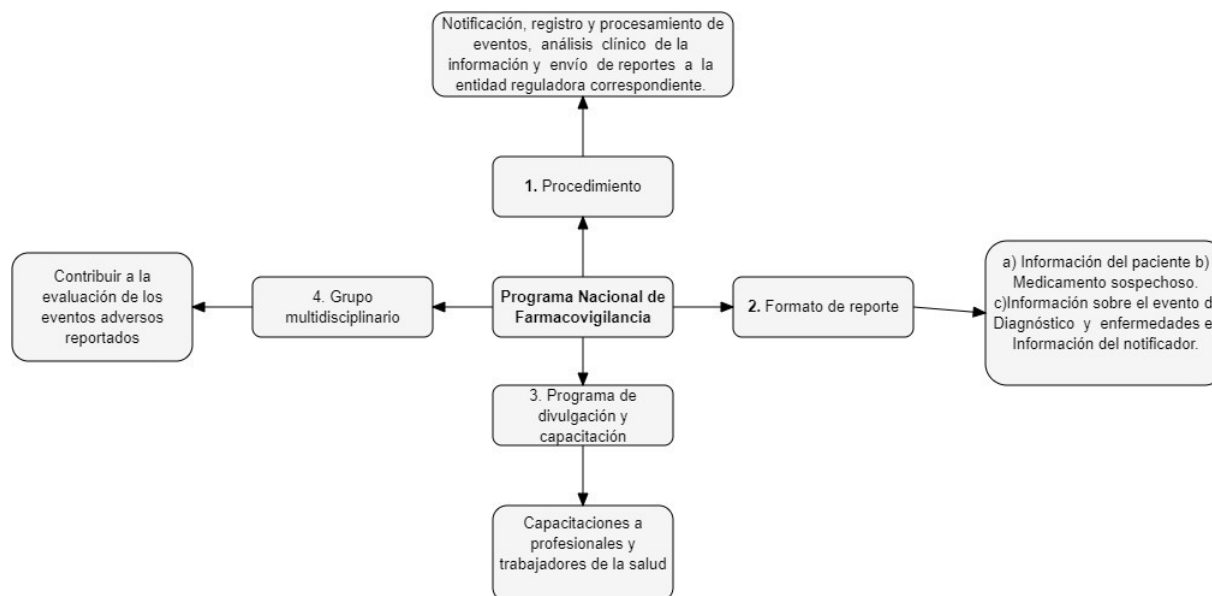 Notificación, registro y procesamiento de
eventos, análisis clínico de la
información y envío de reportes a la
entidad reguladora correspondiente.
1. Procedimiento
Contribuir a la
evaluación de los
eventos adversos
reportados
4. Grupo
multidisciplinario
Programa Nacional de
Farmacovigilancia
2. Formato de reporte
a) Información del paciente b)
Medicamento sospechoso.
c)Información sobre el evento d
Diagnóstico y enfermedades e
Información del notificador.
3. Programa de
divulgación y
capacitación
Capacitaciones a
profesionales y
trabajadores de la salud